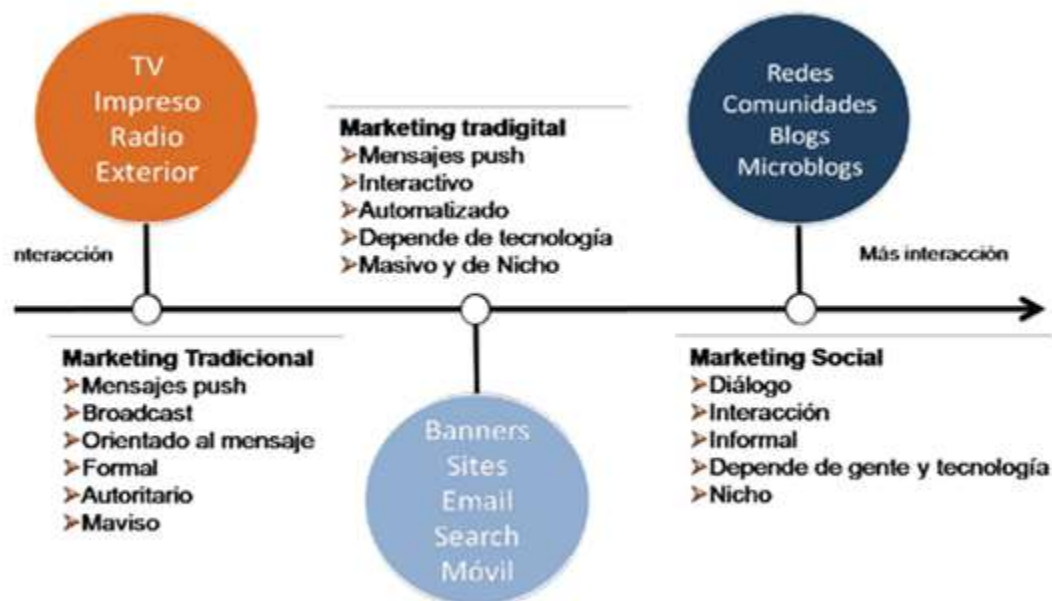 TV
Impreso
Radio
Exterior
nteracción
Marketing tradigital
➢Mensajes push
➢Interactivo
➢Automatizado
➢Depende de tecnología
➢Masivo y de Nicho
Redes
Comunidades
Blogs
Microblogs
Más interacción
Marketing Tradicional
➢Mensajes push
➢Broadcast
➢Orientado al mensaje
➢Formal
➢Autoritario
➢Maviso
Banners
Sites
Email
Search
Móvil
Marketing Social
➢Diálogo
➢Interacción
➢Informal
➢Depende de gente y tecnología
➢Nicho